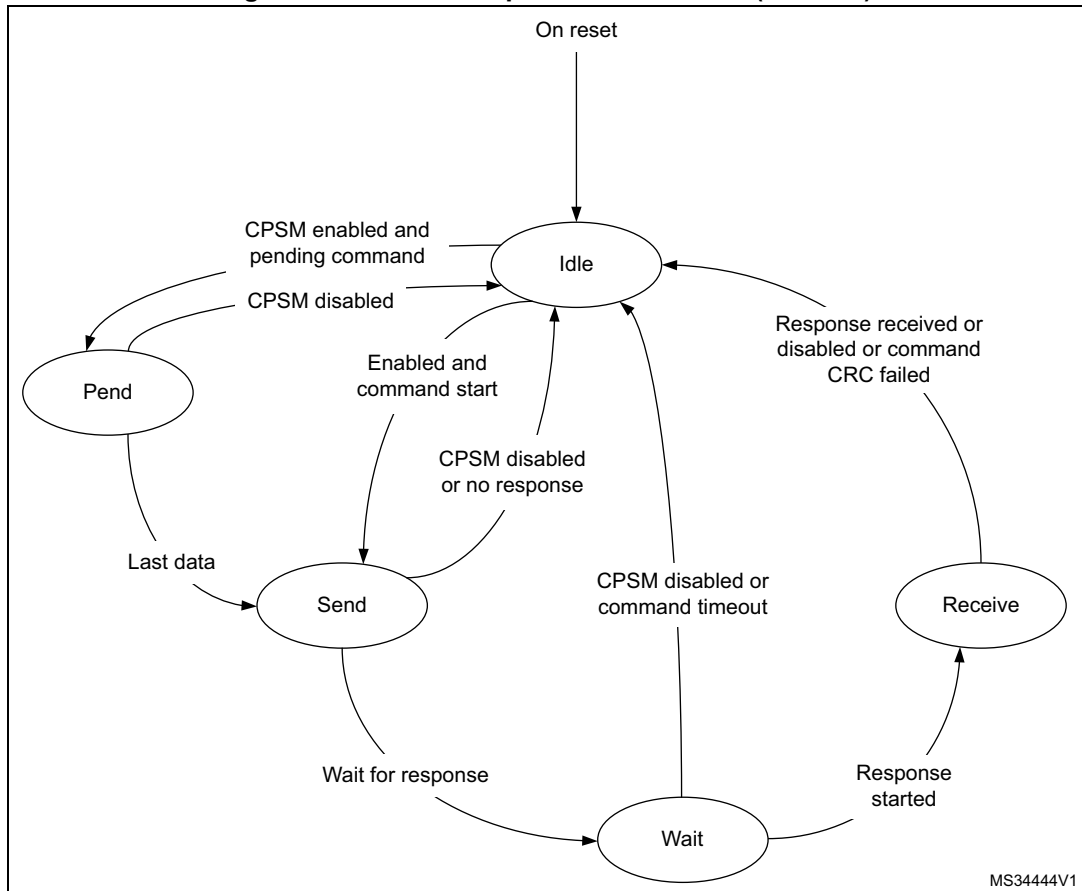 On reset
CPSM enabled and
pending command
Idle
CPSM disabled
Response received or
disabled or command
CRC failed
Enabled and
command start
Pend
CPSM disabled
or no response
Last data
CPSM disabled or
command timeout
Send
Receive
Wait for response
Response
started
Wait
MS34444V1